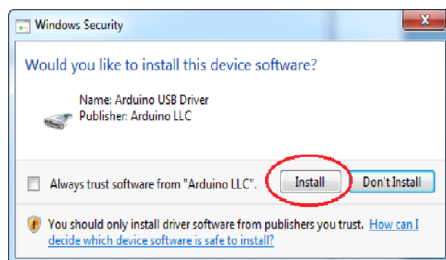 Windows Security
Would you like to install this device software?
Name: Arduino USB Driver
Publisher: Arduino LLC
Always trust software from "Arduino LLC".
Install
Don't Install
You should only install driver software from publishers you trust. How can I
decide which device software is safe to install?